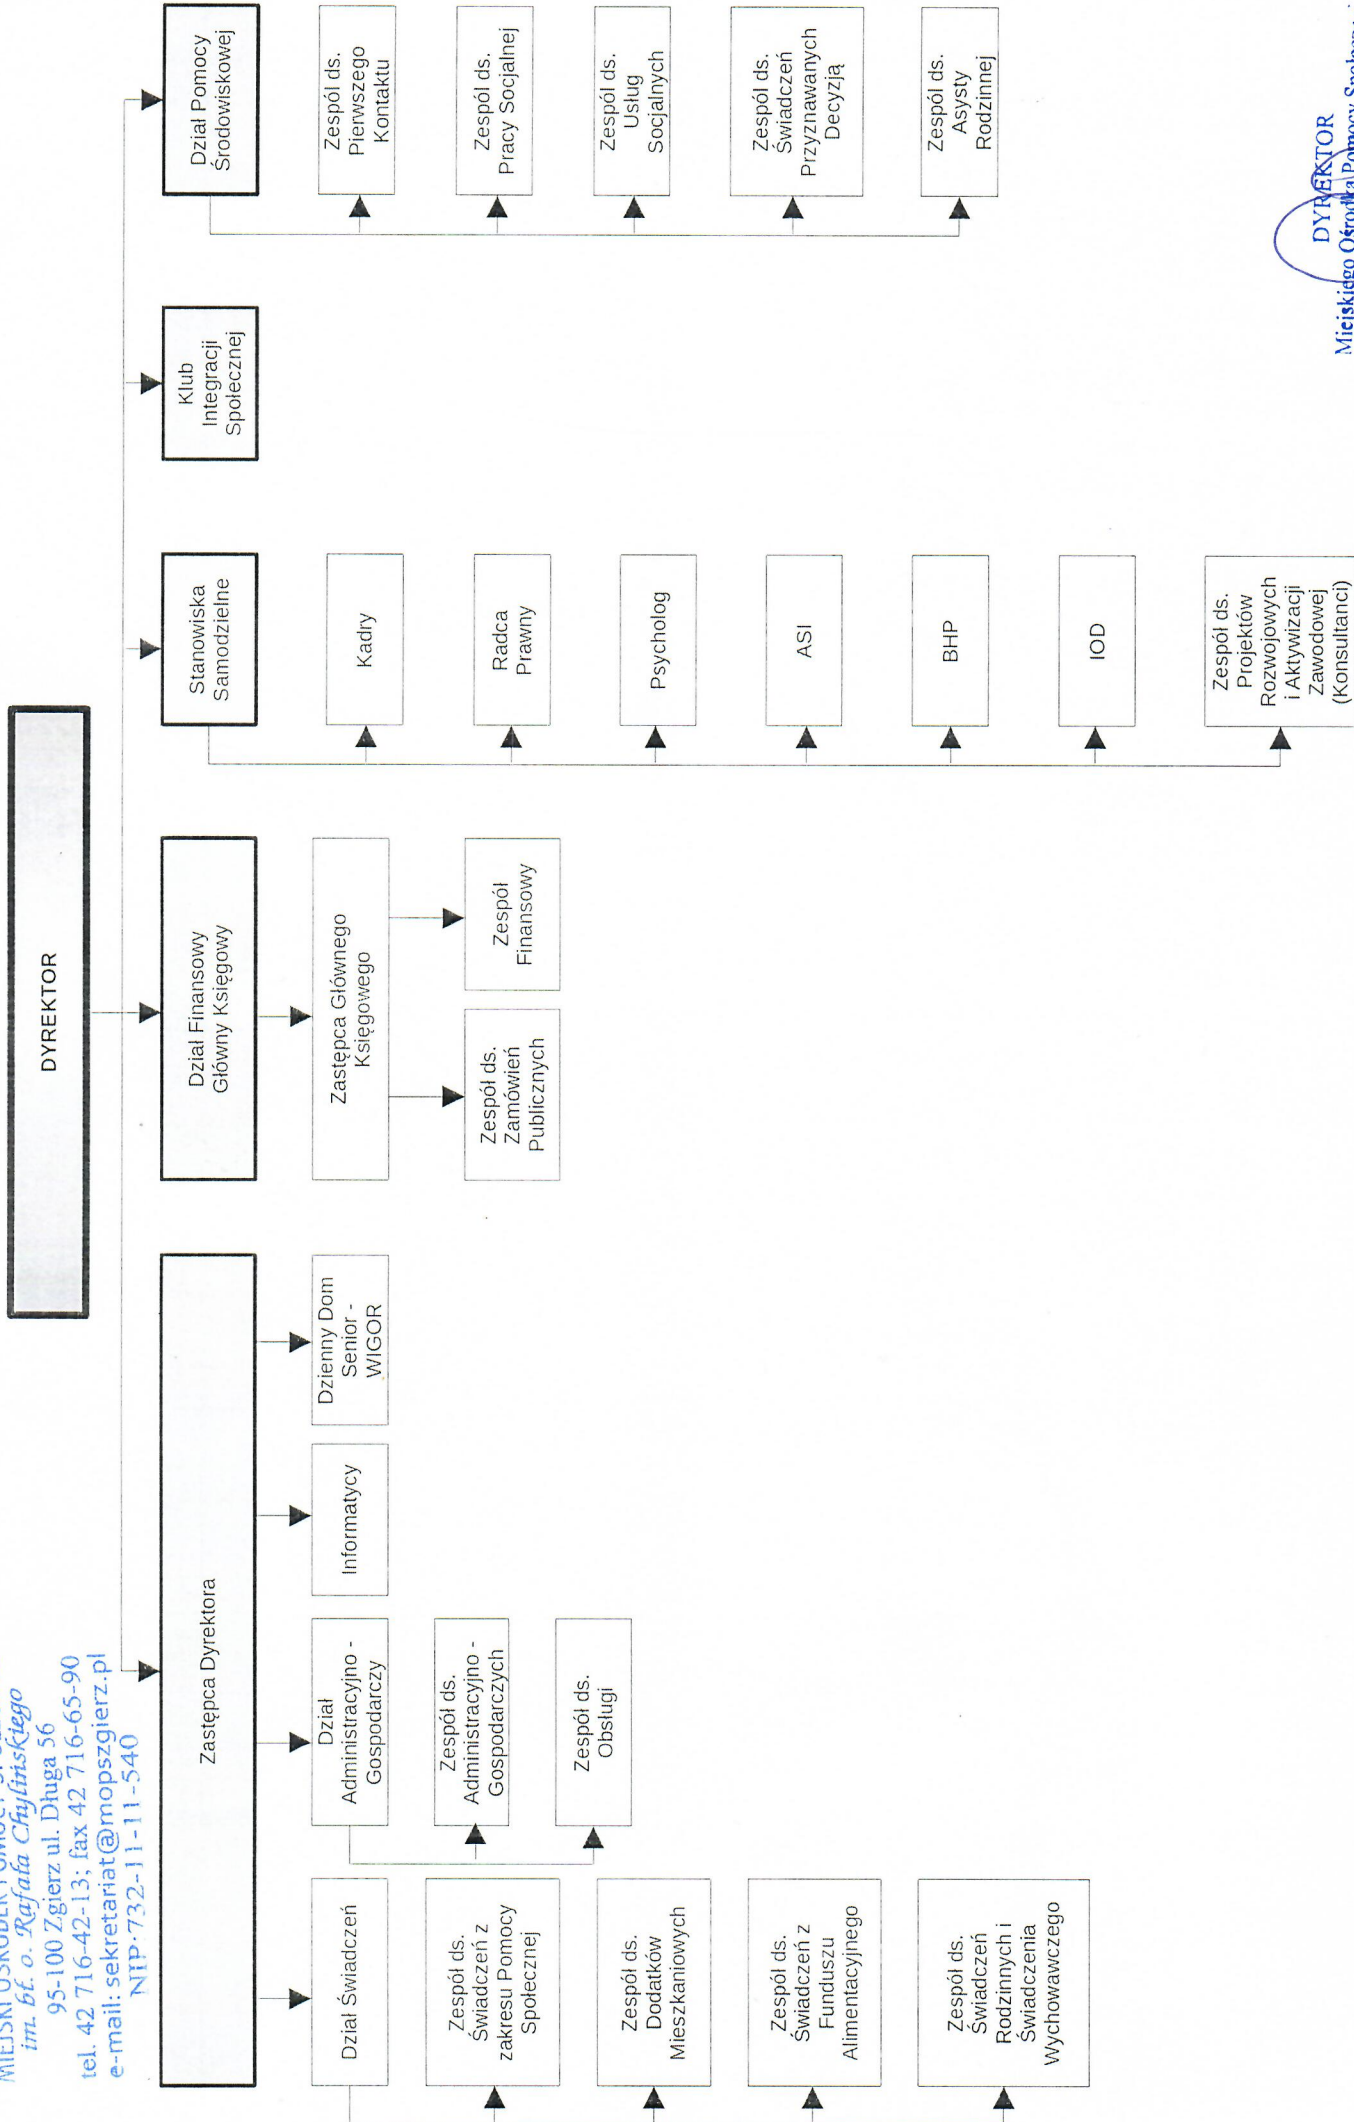 MIEJSKI OŚRODEK POMOCY
im. bł. o. Rafała Chylińskiego
95-100 Zgierz ul. Długa 56
tel. 42 716-42-13; fax 42 716-65-90
e-mail: sekretariat@mopszgierz.pl
NIP-732-11-11-540
DYREKTOR
Zastępca Dyrektora
Dział Finansowy
Główny Księgowy
Stanowiska
Samodzielne
Klub
Integracji
Społecznej
Dział Pomocy
Środowiskowej
Dział Świadczeń
Zespół ds.
Świadczeń z
zakresu Pomocy
Społecznej
Zespół ds.
Dodatków
Mieszkaniowych
Zespół ds.
Świadczeń z
Funduszu
Alimentacyjnego
Zespół ds.
Świadczeń
Rodzinnych i
Świadczenia
Wychowawczego
Dział
Administracyjno -
Gospodarczy
Zespół ds.
Administracyjno -
Gospodarczych
Zespół ds.
Obsługi
Informatycy
Dzienny Dom
Senior -
WIGOR
Zastępca Głównego
Księgowego
Zespół ds.
Zamówień
Publicznych
Zespół
Finansowy
Kadry
Radca
Prawny
Psycholog
ASI
BHP
IOD
Zespół ds.
Projektów
Rozwojowych
i Aktywizacji
Zawodowej
(Konsultanci)
Zespół ds.
Pierwszego
Kontaktu
Zespół ds.
Pracy Socjalnej
Zespół ds.
Usług
Socjalnych
Zespół ds.
Świadczeń
Przyznawanych
Decyzją
Zespół ds.
Asysty
Rodzinnej
DYREKTOR
Miejskiego Ośrodka Pomocy